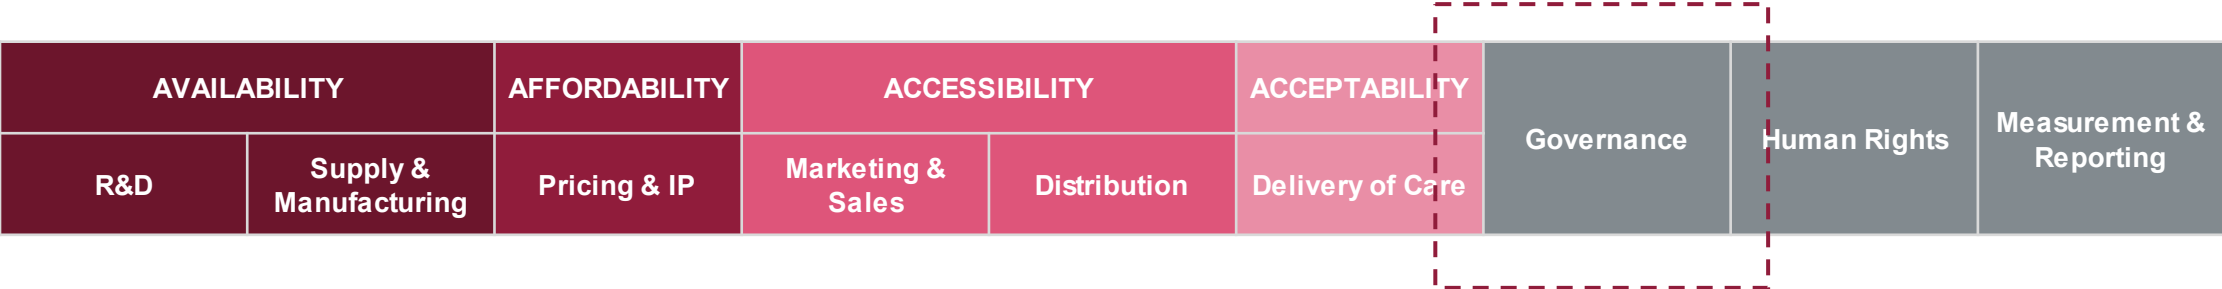 AVAILABILITY
AFFORDABILITY
ACCESSIBILITY
ACCEPTABILITY
Governance
Human Rights
Measurement &
Reporting
R&D
Supply &
Manufacturing
Pricing & IP
Marketing &
Sales
Distribution
Delivery of Care